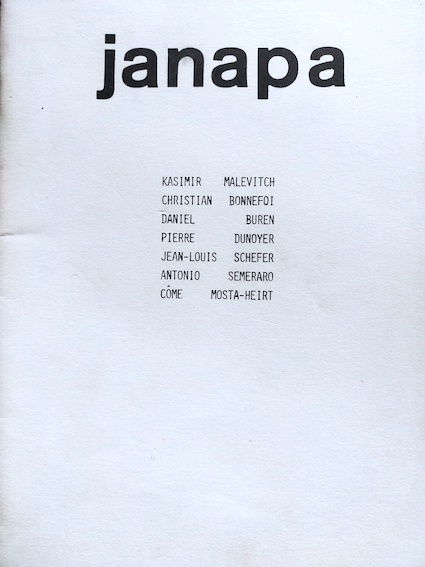 janapa
KASIMIR MALEVITCH
CHRISTIAN BONNEFOI
DANIEL BUREN
PIERRE DUNOYER
JEAN-LOUIS SCHEFER
ANTONIO SEMERARO
CÔME MOSTA-HEIRT